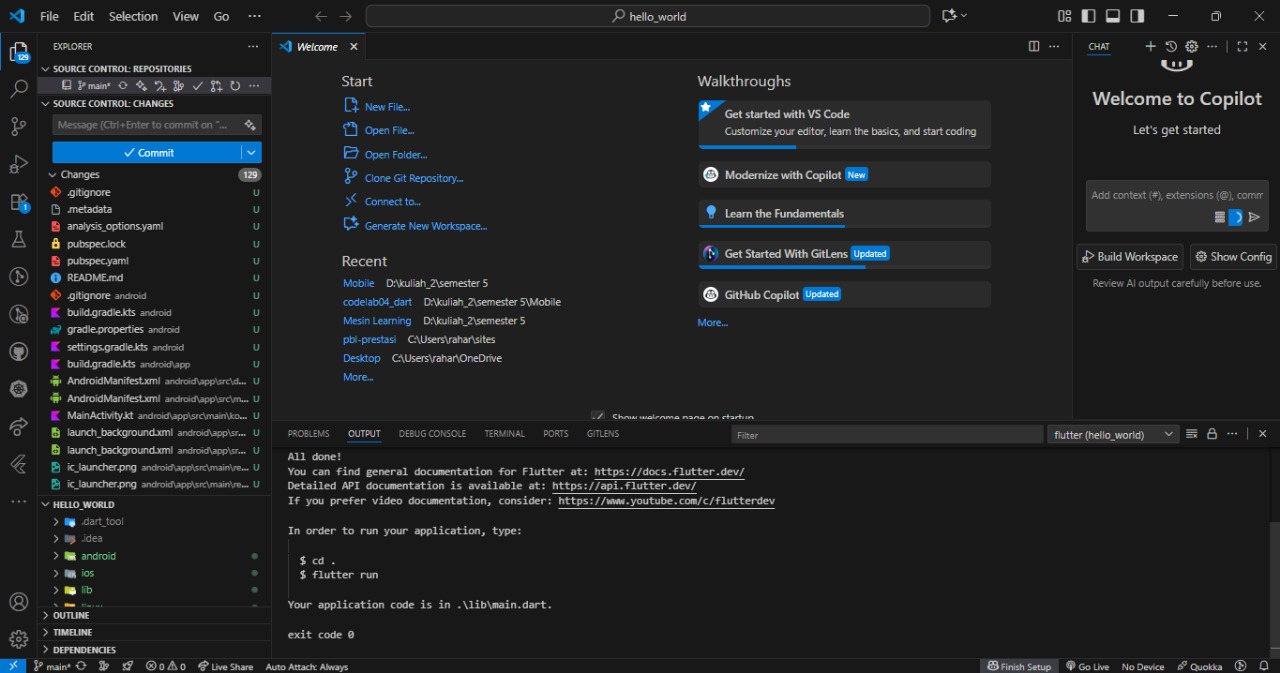 File Edit Selection View Go ··· hello_world
EXPLORER ···
SOURCE CONTROL: REPOSITORIES
main*
SOURCE CONTROL: CHANGES
Message (Ctrl+Enter to commit on "...
Commit
Changes 129
.gitignore U
.metadata U
analysis_options.yaml U
pubspec.lock U
pubspec.yaml U
README.md U
.gitignore android U
build.gradle.kts android U
gradle.properties android U
settings.gradle.kts android U
build.gradle.kts android\app U
AndroidManifest.xml android\app\src\d... U
AndroidManifest.xml android\app\src\m... U
MainActivity.kt android\app\src\main\ko... U
launch_background.xml android\app\sr... U
launch_background.xml android\app\sr... U
ic_launcher.png android\app\src\main\re... U
ic_launcher.png android\app\src\main\re... U
HELLO_WORLD
.dart_tool
.idea
android
ios
lib
OUTLINE
TIMELINE
DEPENDENCIES
129
1
Welcome
Start
New File...
Open File...
Open Folder...
Clone Git Repository...
Connect to...
Generate New Workspace...
Recent
Mobile D:\kuliah_2\semester 5
codelab04_dart D:\kuliah_2\semester 5\Mobile
Mesin Learning D:\kuliah_2\semester 5
pbl-prestasi C:\Users\rahar\sites
Desktop C:\Users\rahar\OneDrive
More...
Walkthroughs
Get started with VS Code
Customize your editor, learn the basics, and start coding
Modernize with Copilot New
Learn the Fundamentals
Get Started With GitLens Updated
GitHub Copilot Updated
More...
Show welcome page on startup
CHAT
Welcome to Copilot
Let's get started
Add context (#), extensions (@), comm
Build Workspace Show Config
Review AI output carefully before use.
PROBLEMS OUTPUT DEBUG CONSOLE TERMINAL PORTS GITLENS Filter flutter (hello_world)
All done!
You can find general documentation for Flutter at: https://docs.flutter.dev/
Detailed API documentation is available at: https://api.flutter.dev/
If you prefer video documentation, consider: https://www.youtube.com/c/flutterdev
In order to run your application, type:
$ cd .
$ flutter run
Your application code is in .\lib\main.dart.
exit code 0
main* 0 0 Live Share Auto Attach: Always Finish Setup Go Live No Device Quokka